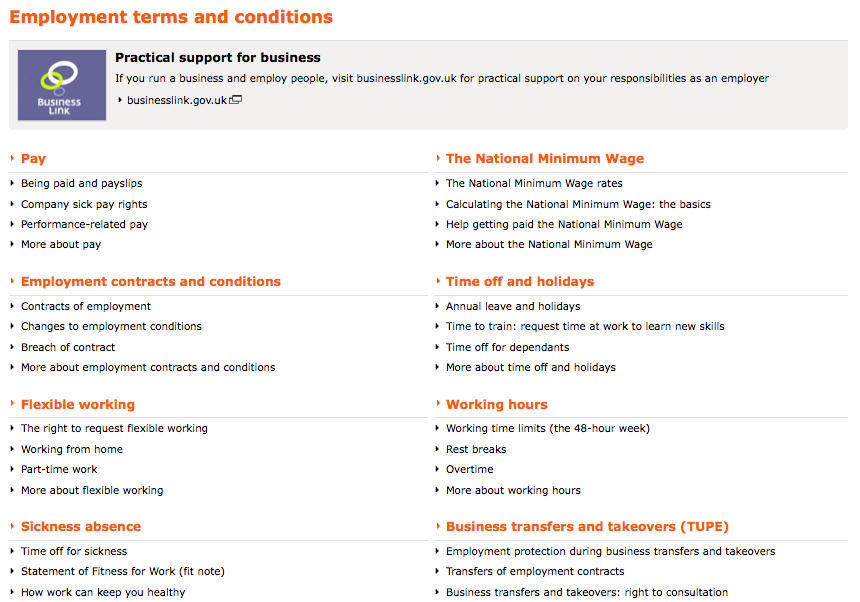 Employment terms and conditions
Practical support for business
If you run a business and employ people, visit businesslink.gov.uk for practical support on your responsibilities as an employer
businesslink.gov.uk
Business
Link
Pay
Being paid and payslips
Company sick pay rights
Performance-related pay
More about pay
The National Minimum Wage
The National Minimum Wage rates
Calculating the National Minimum Wage: the basics
Help getting paid the National Minimum Wage
More about the National Minimum Wage
Employment contracts and conditions
Contracts of employment
Changes to employment conditions
Breach of contract
More about employment contracts and conditions
Time off and holidays
Annual leave and holidays
Time to train: request time at work to learn new skills
Time off for dependants
More about time off and holidays
Flexible working
The right to request flexible working
Working from home
Part-time work
More about flexible working
Working hours
Working time limits (the 48-hour week)
Rest breaks
Overtime
More about working hours
Sickness absence
Time off for sickness
Statement of Fitness for Work (fit note)
How work can keep you healthy
Business transfers and takeovers (TUPE)
Employment protection during business transfers and takeovers
Transfers of employment contracts
Business transfers and takeovers: right to consultation